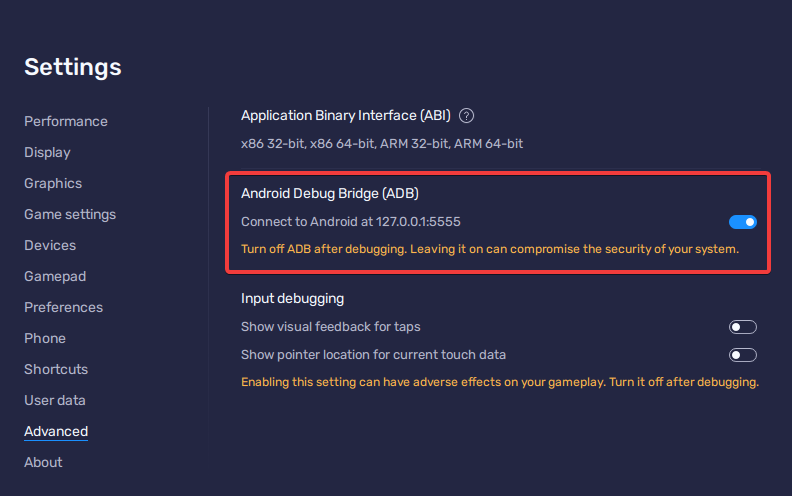 Settings
Performance
Display
Graphics
Game settings
Devices
Gamepad
Preferences
Phone
Shortcuts
User data
Advanced
About
Application Binary Interface (ABI) ?
x86 32-bit, x86 64-bit, ARM 32-bit, ARM 64-bit
Android Debug Bridge (ADB)
Connect to Android at 127.0.0.1:5555
Turn off ADB after debugging. Leaving it on can compromise the security of your system.
Input debugging
Show visual feedback for taps
Show pointer location for current touch data
Enabling this setting can have adverse effects on your gameplay. Turn it off after debugging.